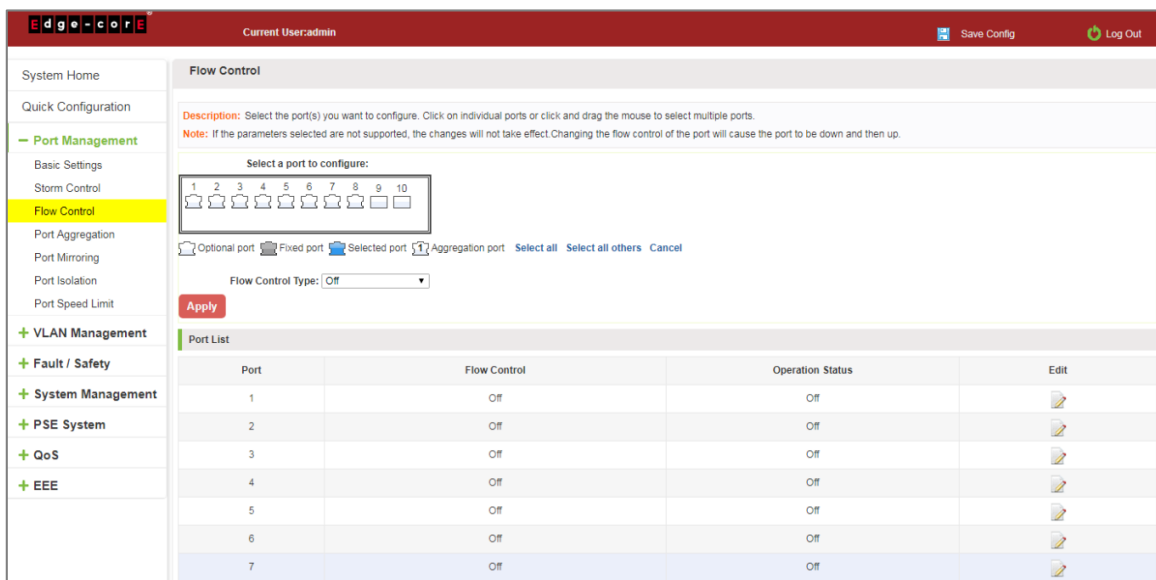 Edge-corE
Current User:admin
Save Config
Log Out
System Home
Quick Configuration
Port Management
Basic Settings
Storm Control
Flow Control
Port Aggregation
Port Mirroring
Port Isolation
Port Speed Limit
VLAN Management
Fault / Safety
System Management
PSE System
QoS
EEE
Flow Control
Description: Select the port(s) you want to configure. Click on individual ports or click and drag the mouse to select multiple ports.
Note: If the parameters selected are not supported, the changes will not take effect.Changing the flow control of the port will cause the port to be down and then up.
Select a port to configure:
1 2 3 4 5 6 7 8 9 10
Optional port Fixed port Selected port 1 Aggregation port Select all Select all others Cancel
Flow Control Type: Off
Apply
Port List
Port Flow Control Operation Status Edit
1 Off Off
2 Off Off
3 Off Off
4 Off Off
5 Off Off
6 Off Off
7 Off Off